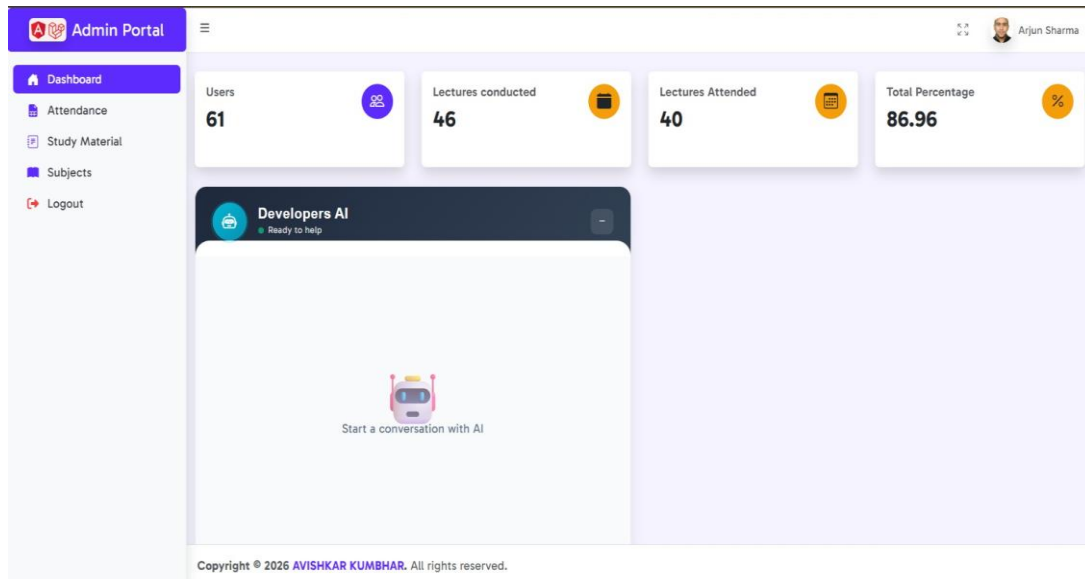 Admin Portal
Arjun Sharma
Dashboard
Attendance
Study Material
Subjects
Logout
Users
61
Lectures conducted
46
Lectures Attended
40
Total Percentage
86.96
%
Developers AI
Ready to help
Start a conversation with AI
Copyright © 2026 AVISHKAR KUMBHAR. All rights reserved.